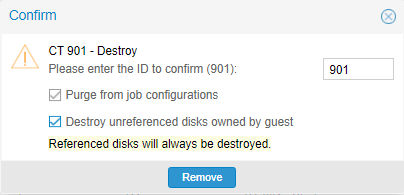 Confirm
CT 901 - Destroy
Please enter the ID to confirm (901):
901
Purge from job configurations
Destroy unreferenced disks owned by guest
Referenced disks will always be destroyed.
Remove